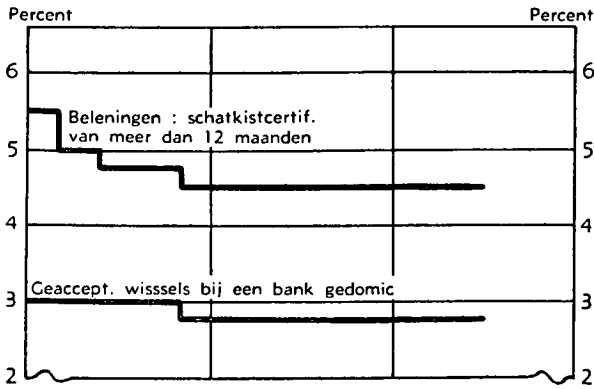 Percent Percent
6 6
Beleningen : schatkistcertif.
van meer dan 12 maanden
5 5
4 4
Geaccept. wisssels bij een bank gedomic
3 3
2 2